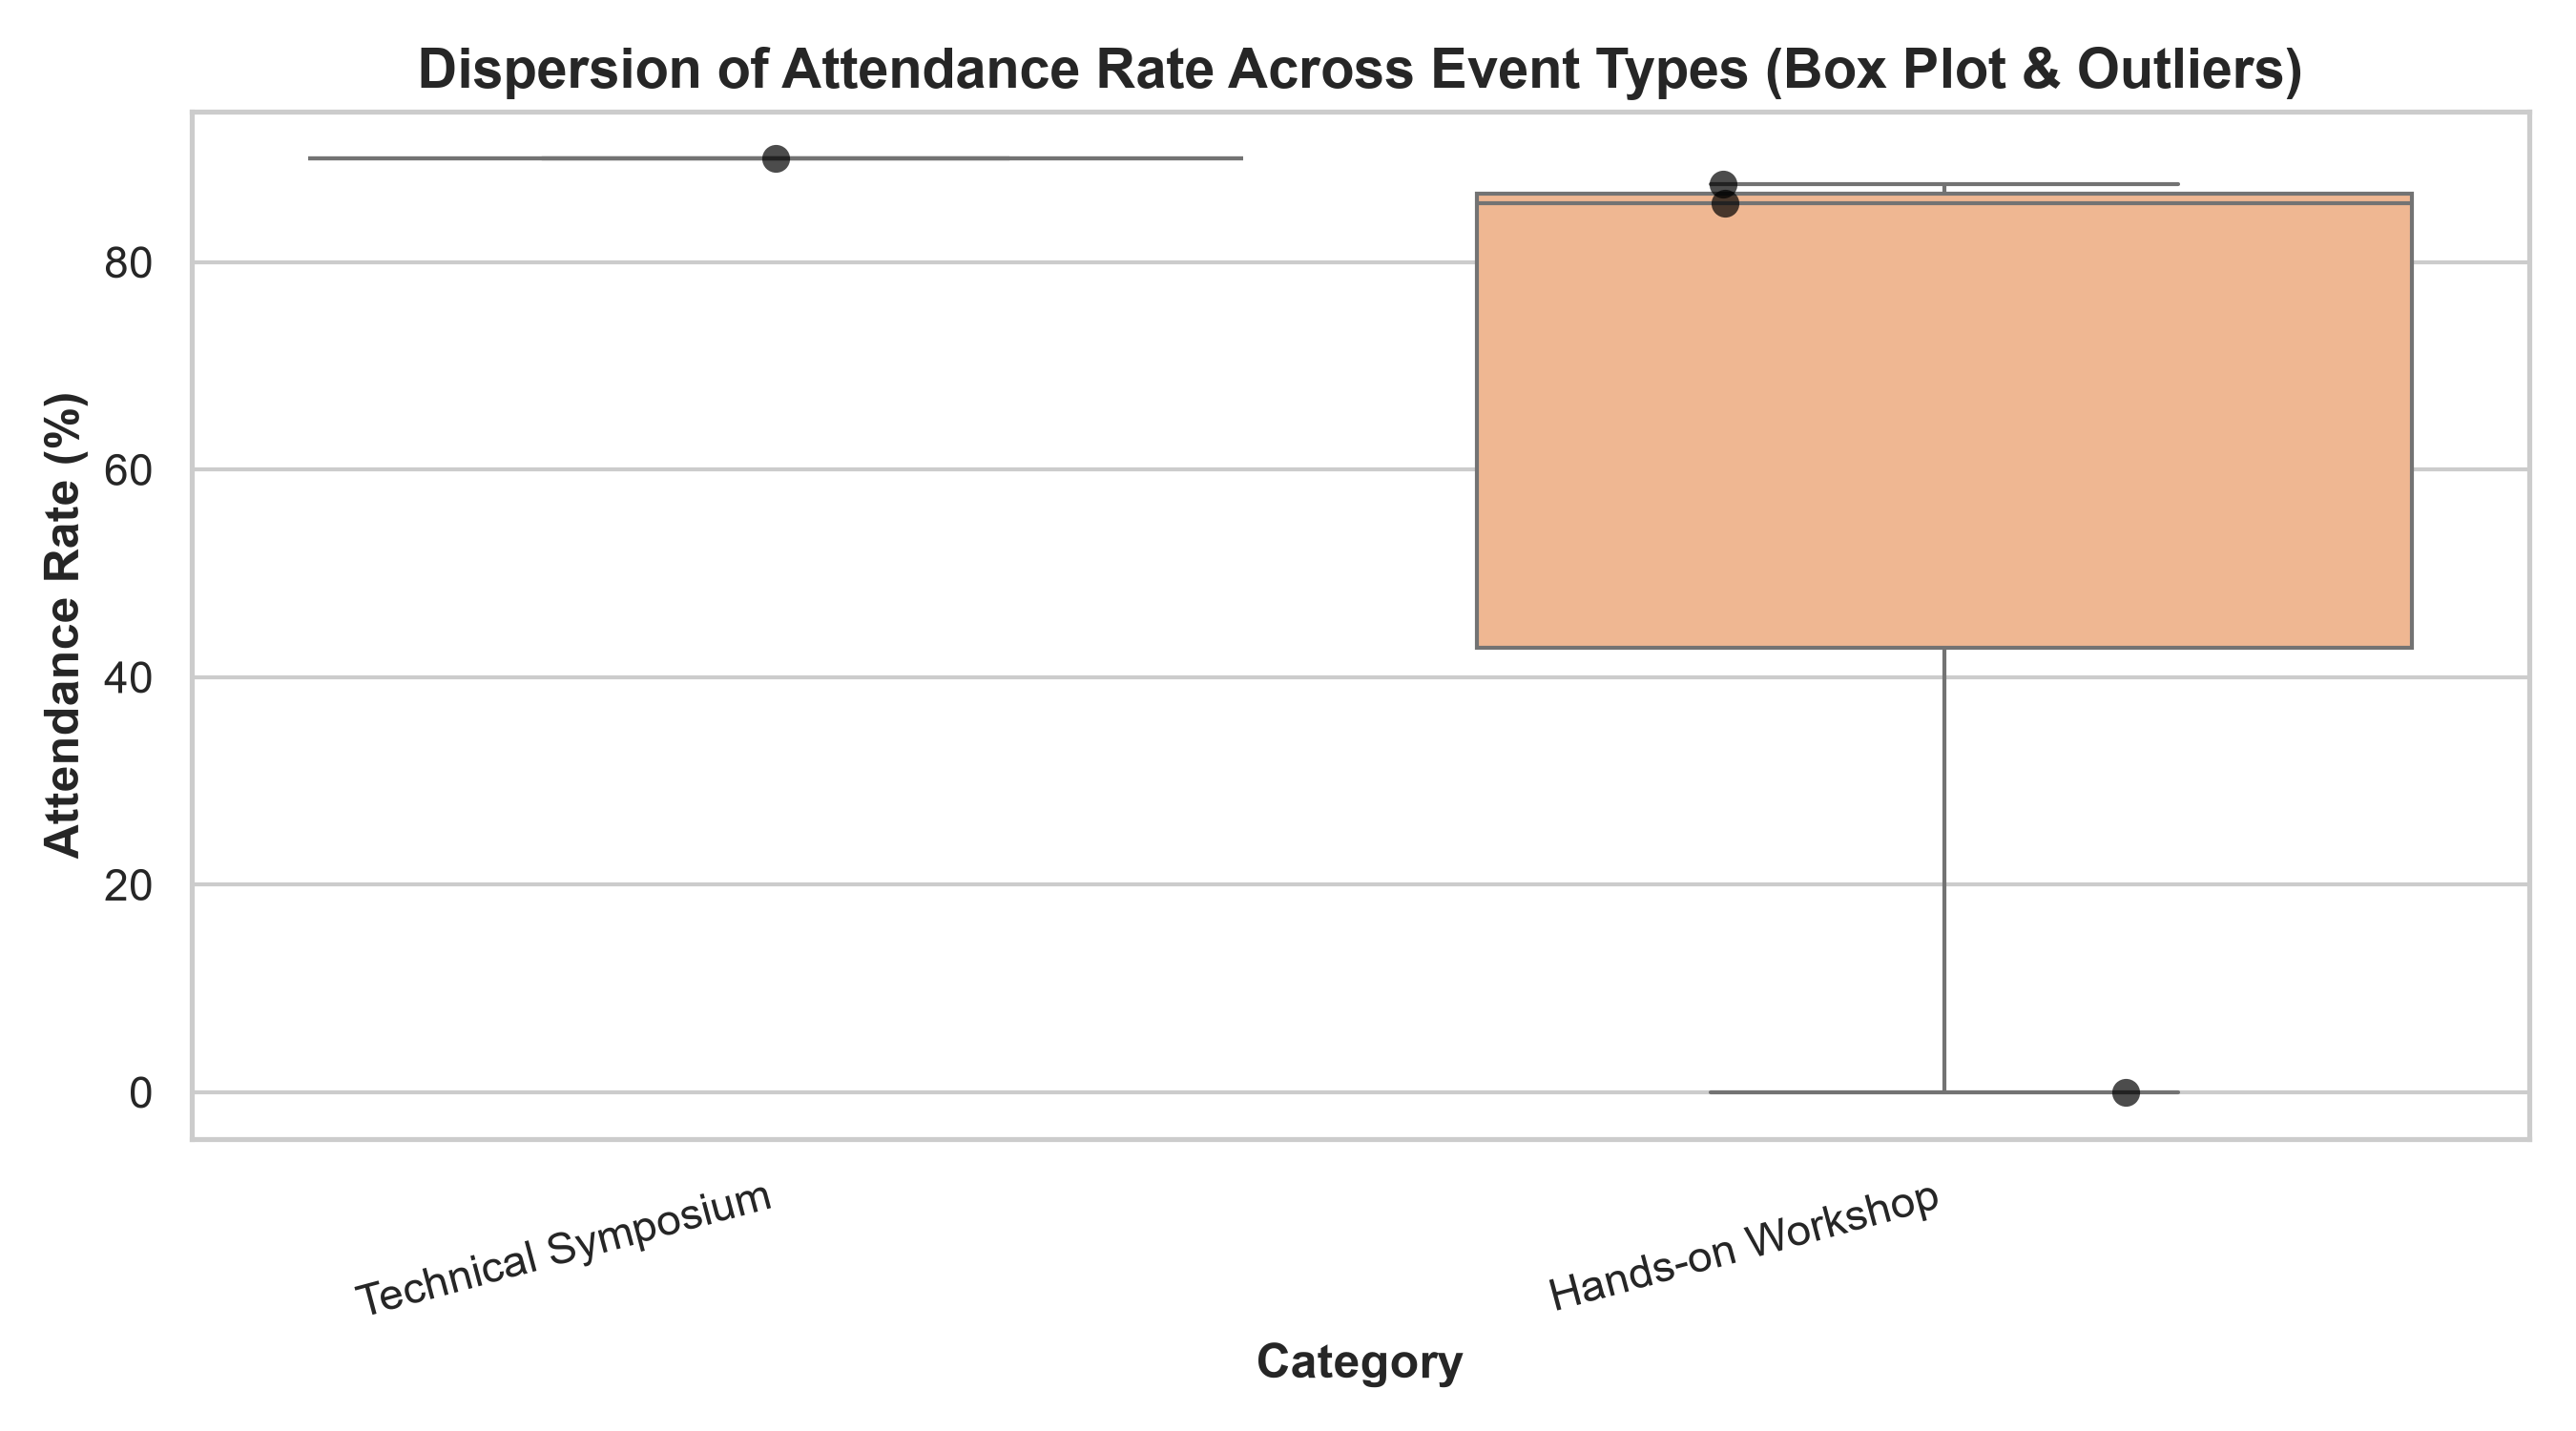 Dispersion of Attendance Rate Across Event Types (Box Plot & Outliers)
Attendance Rate (%)
80
60
40
20
0
Technical Symposium
Hands-on Workshop
Category